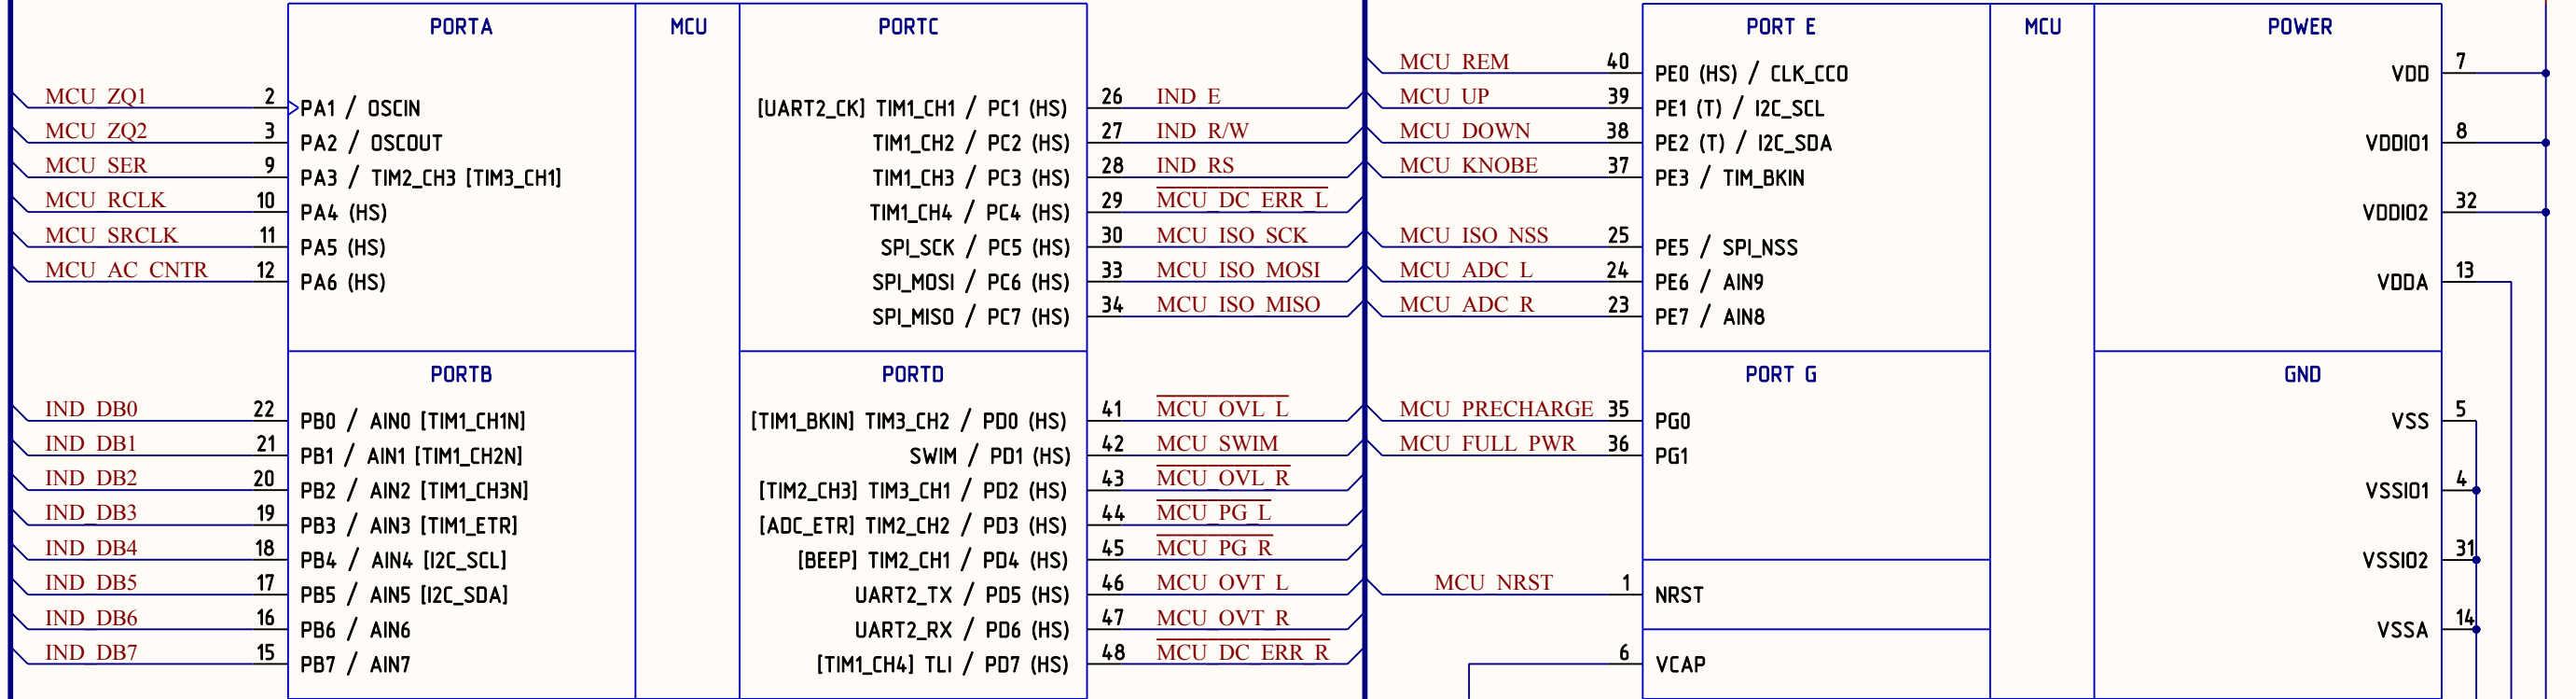 PORTA MCU PORTC
MCU_ZQ1 2 PA1 / OSCIN
MCU_ZQ2 3 PA2 / OSCOUT
MCU_SER 9 PA3 / TIM2_CH3 [TIM3_CH1]
MCU_RCLK 10 PA4 (HS)
MCU_SRCLK 11 PA5 (HS)
MCU_AC_CNTR 12 PA6 (HS)
[UART2_CK] TIM1_CH1 / PC1 (HS) 26 IND_E
TIM1_CH2 / PC2 (HS) 27 IND_R/W
TIM1_CH3 / PC3 (HS) 28 IND_RS
TIM1_CH4 / PC4 (HS) 29 MCU_DC_ERR_L
SPI_SCK / PC5 (HS) 30 MCU_ISO_SCK
SPI_MOSI / PC6 (HS) 33 MCU_ISO_MOSI
SPI_MISO / PC7 (HS) 34 MCU_ISO_MISO
PORTB PORTD
IND_DB0 22 PB0 / AIN0 [TIM1_CH1N]
IND_DB1 21 PB1 / AIN1 [TIM1_CH2N]
IND_DB2 20 PB2 / AIN2 [TIM1_CH3N]
IND_DB3 19 PB3 / AIN3 [TIM1_ETR]
IND_DB4 18 PB4 / AIN4 [I2C_SCL]
IND_DB5 17 PB5 / AIN5 [I2C_SDA]
IND_DB6 16 PB6 / AIN6
IND_DB7 15 PB7 / AIN7
[TIM1_BKIN] TIM3_CH2 / PD0 (HS) 41 MCU_OVL_L
SWIM / PD1 (HS) 42 MCU_SWIM
[TIM2_CH3] TIM3_CH1 / PD2 (HS) 43 MCU_OVL_R
[ADC_ETR] TIM2_CH2 / PD3 (HS) 44 MCU_PG_L
[BEEP] TIM2_CH1 / PD4 (HS) 45 MCU_PG_R
UART2_TX / PD5 (HS) 46 MCU_OVT_L
UART2_RX / PD6 (HS) 47 MCU_OVT_R
[TIM1_CH4] TLI / PD7 (HS) 48 MCU_DC_ERR_R
PORT E MCU POWER
MCU_REM 40 PE0 (HS) / CLK_CCO
MCU_UP 39 PE1 (T) / I2C_SCL
MCU_DOWN 38 PE2 (T) / I2C_SDA
MCU_KNOBE 37 PE3 / TIM_BKIN
MCU_ISO_NSS 25 PE5 / SPI_NSS
MCU_ADC_L 24 PE6 / AIN9
MCU_ADC_R 23 PE7 / AIN8
VDD 7
VDDIO1 8
VDDIO2 32
VDDA 13
PORT G GND
MCU_PRECHARGE 35 PG0
MCU_FULL_PWR 36 PG1
MCU_NRST 1 NRST
6 VCAP
VSS 5
VSSIO1 4
VSSIO2 31
VSSA 14